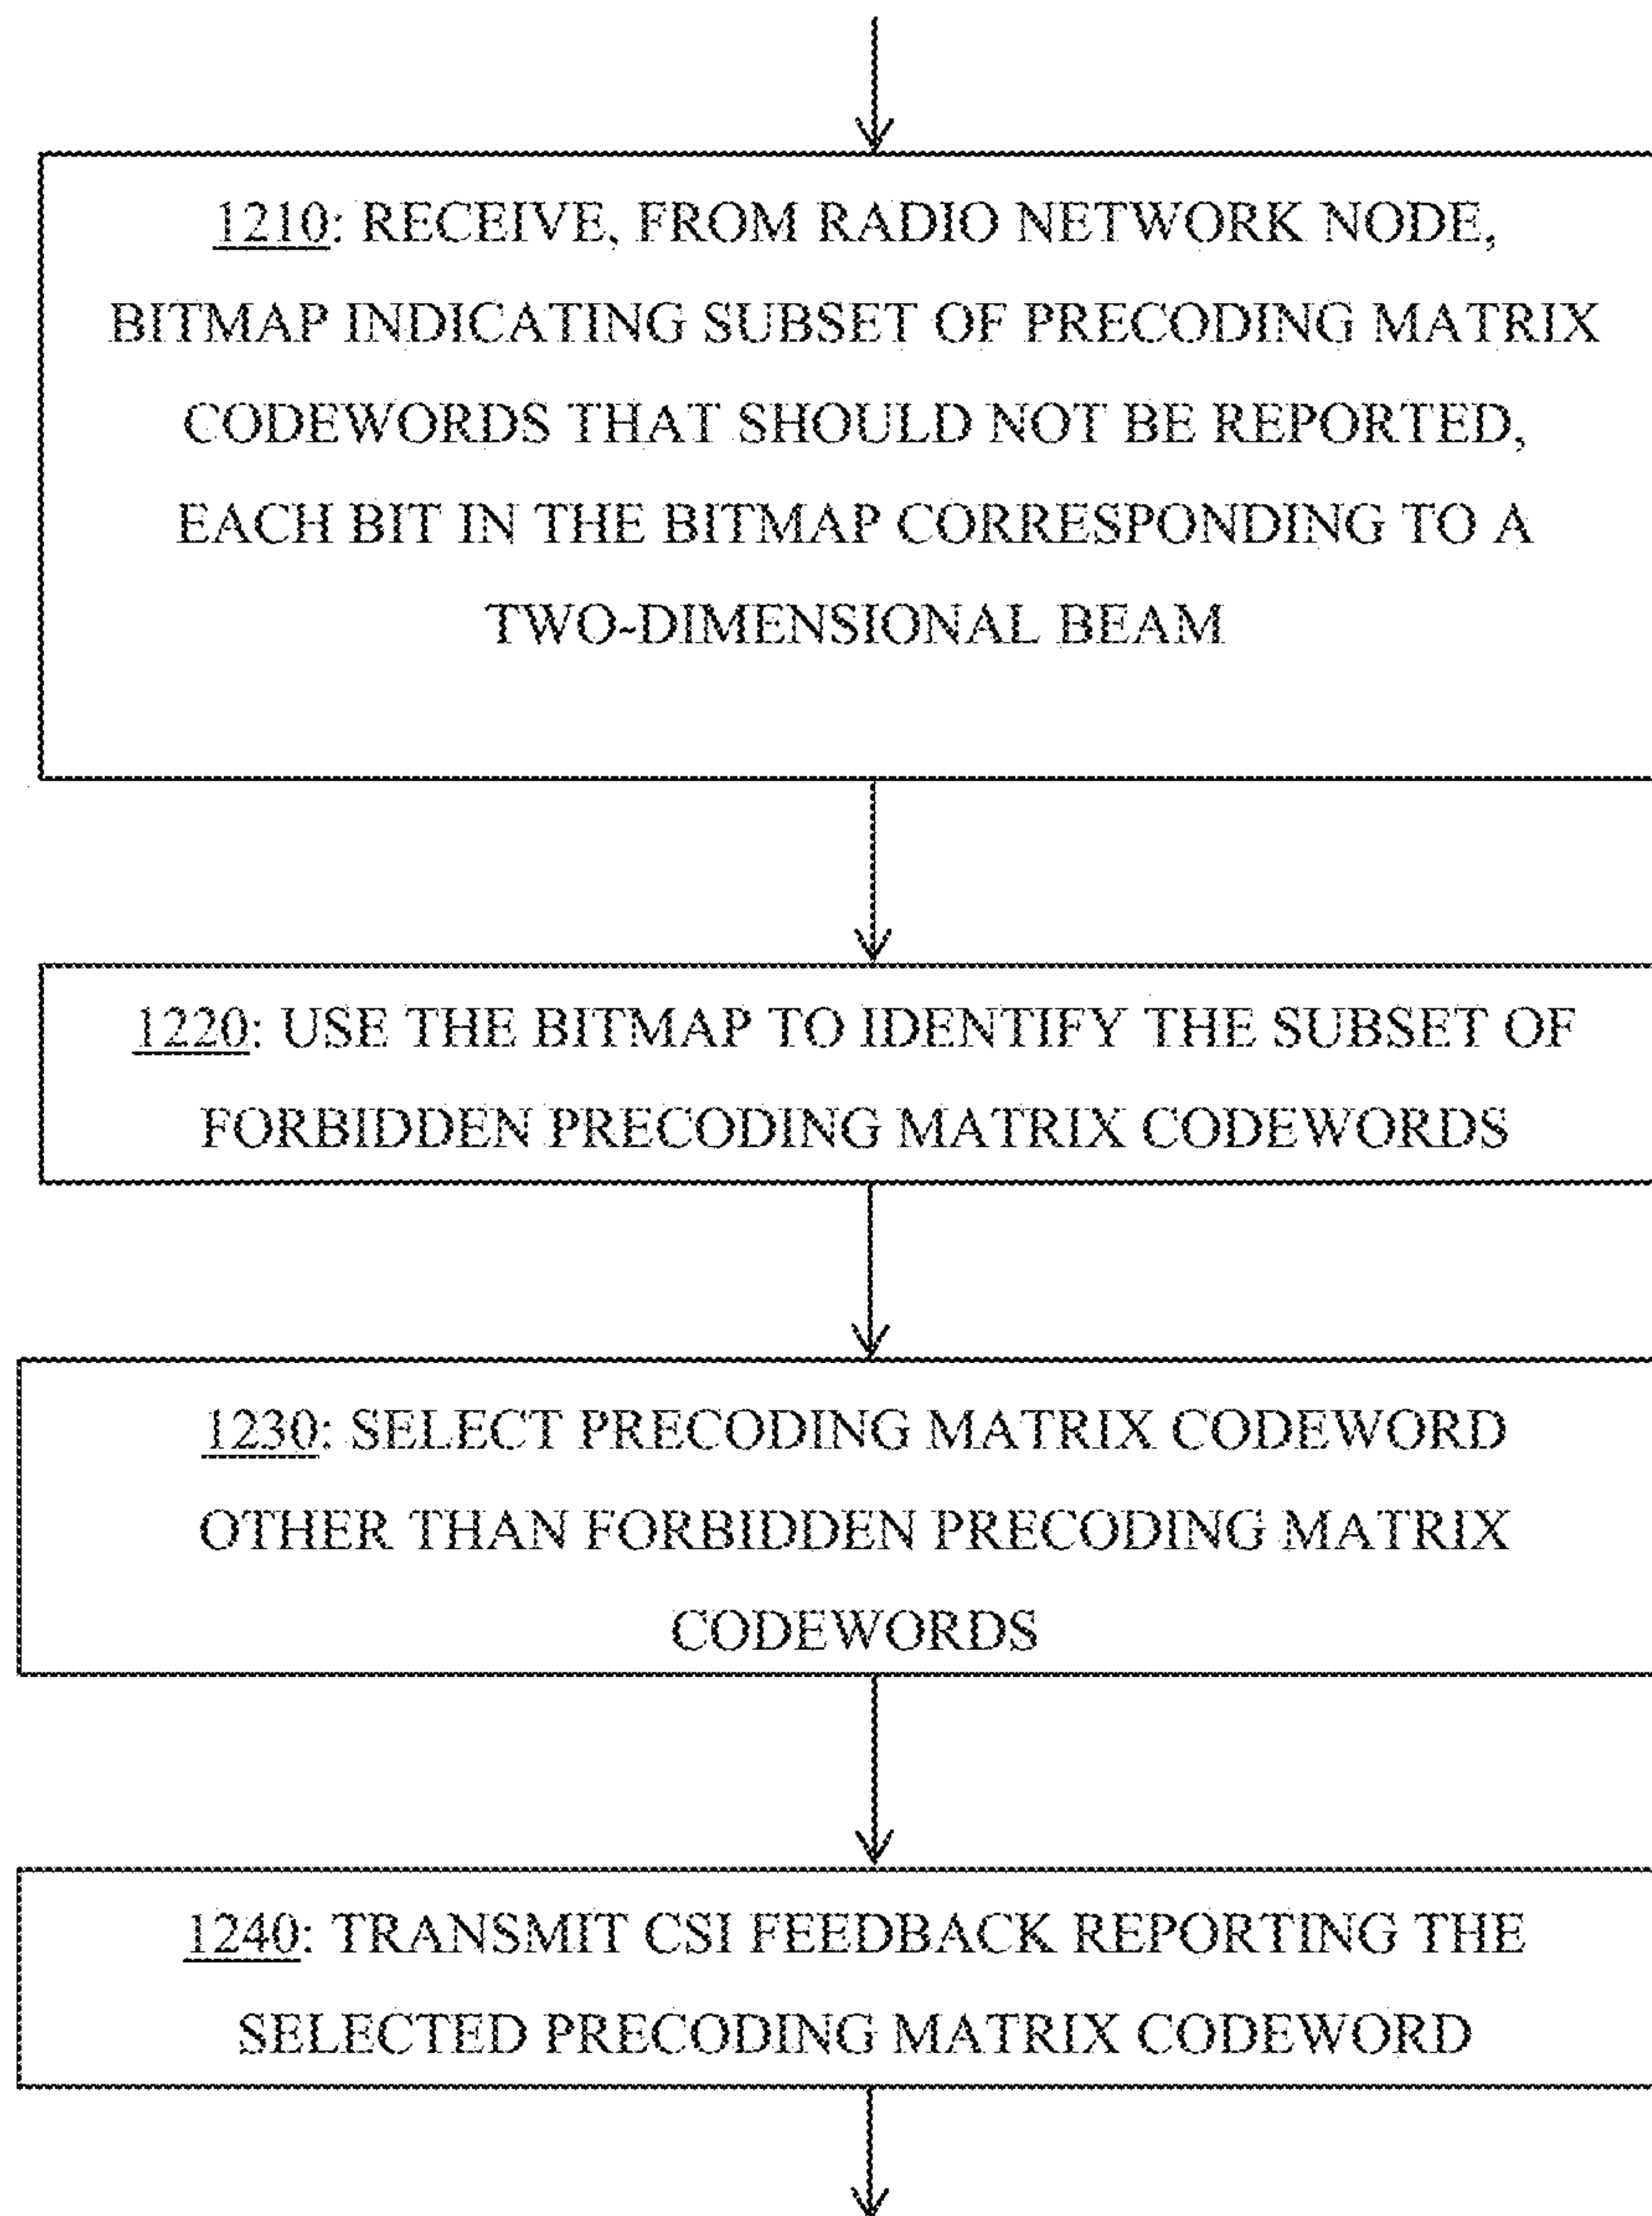 1210: RECEIVE, FROM RADIO NETWORK NODE,
BITMAP INDICATING SUBSET OF PRECODING MATRIX
CODEWORDS THAT SHOULD NOT BE REPORTED,
EACH BIT IN THE BITMAP CORRESPONDING TO A
TWO-DIMENSIONAL BEAM
1220: USE THE BITMAP TO IDENTIFY THE SUBSET OF
FORBIDDEN PRECODING MATRIX CODEWORDS
1230: SELECT PRECODING MATRIX CODEWORD
OTHER THAN FORBIDDEN PRECODING MATRIX
CODEWORDS
1240: TRANSMIT CSI FEEDBACK REPORTING THE
SELECTED PRECODING MATRIX CODEWORD